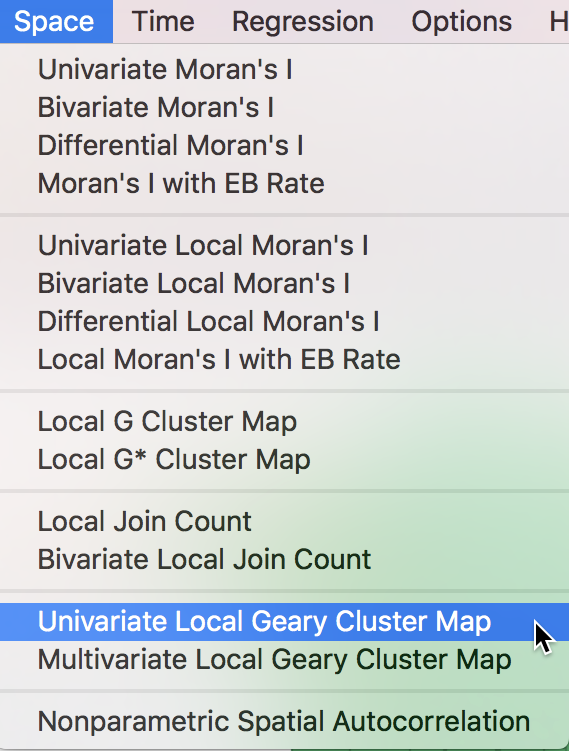 Space Time Regression Options H
Univariate Moran's I
Bivariate Moran's I
Differential Moran's I
Moran's I with EB Rate
Univariate Local Moran's I
Bivariate Local Moran's I
Differential Local Moran's I
Local Moran's I with EB Rate
Local G Cluster Map
Local G* Cluster Map
Local Join Count
Bivariate Local Join Count
Univariate Local Geary Cluster Map
Multivariate Local Geary Cluster Map
Nonparametric Spatial Autocorrelation